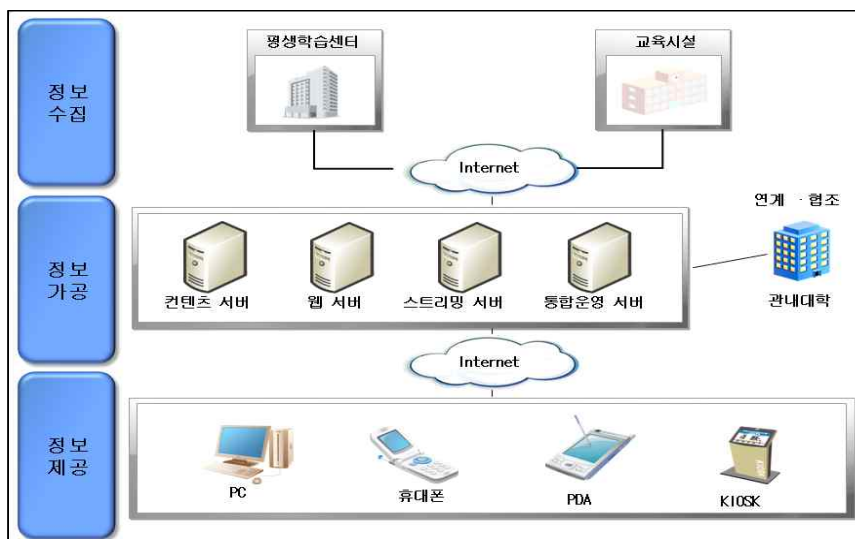 정보
수집
평생학습센터
교육시설
Internet
정보
가공
컨텐츠 서버
웹 서버
스트리밍 서버
통합운영 서버
연계 · 협조
관내대학
Internet
정보
제공
PC
휴대폰
PDA
KIOSK